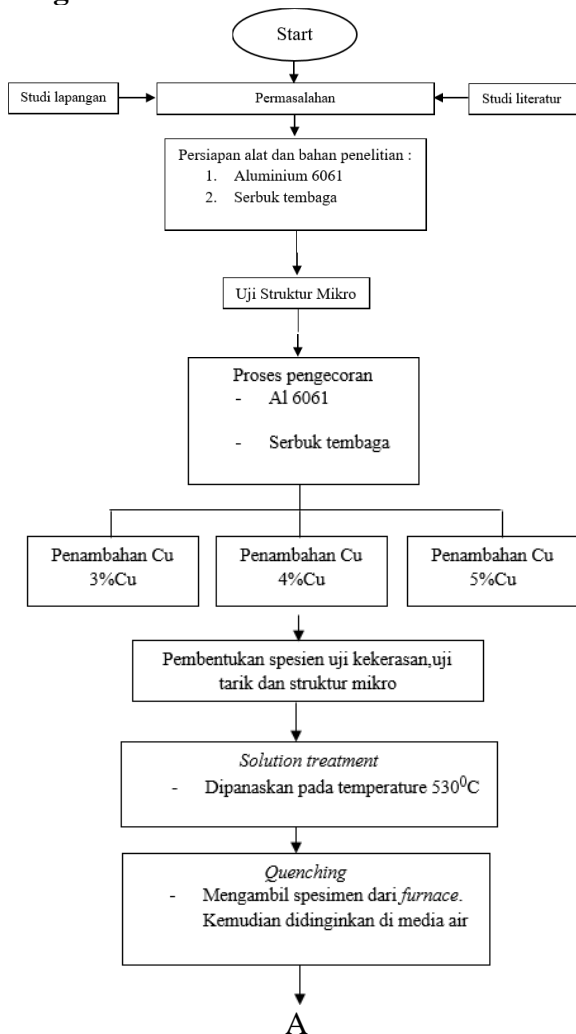 Start
Studi lapangan
Permasalahan
Studi literatur
Persiapan alat dan bahan penelitian :
1. Aluminium 6061
2. Serbuk tembaga
Uji Struktur Mikro
Proses pengecoran
- Al 6061
- Serbuk tembaga
Penambahan Cu
3%Cu
Penambahan Cu
4%Cu
Penambahan Cu
5%Cu
Pembentukan spesien uji kekerasan,uji
tarik dan struktur mikro
Solution treatment
- Dipanaskan pada temperature 530⁰C
Quenching
- Mengambil spesimen dari furnace.
Kemudian didinginkan di media air
A